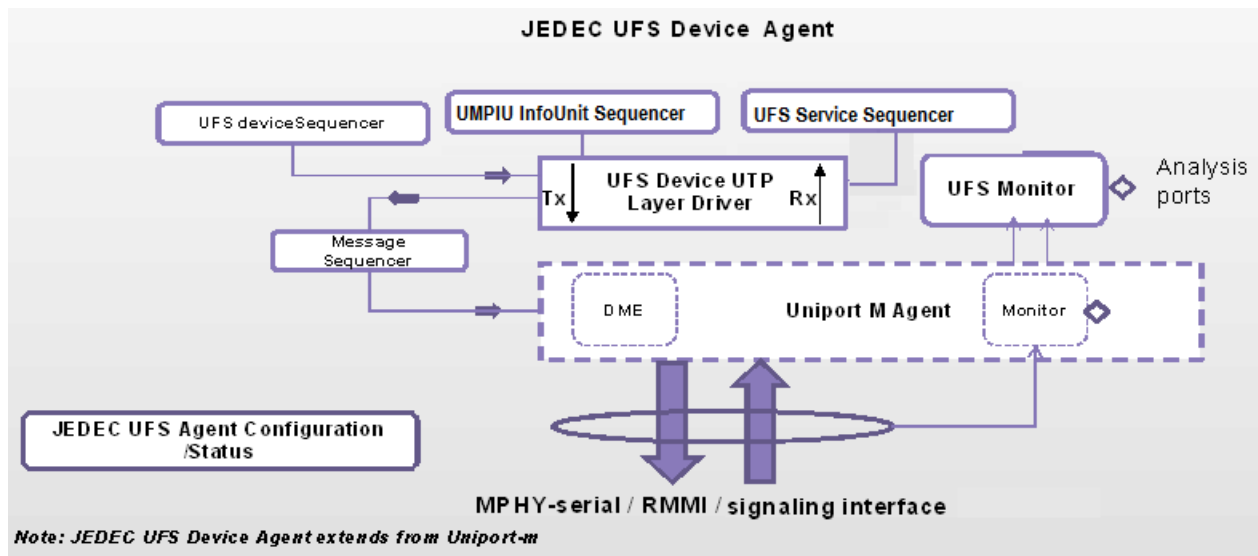 JEDEC UFS Device Agent
UFS deviceSequencer
UMPIU InfoUnit Sequencer
UFS Service Sequencer
Tx
UFS Device UTP
Layer Driver
Rx
UFS Monitor
Analysis
ports
Message
Sequencer
DME
Uniport M Agent
Monitor
JEDEC UFS Agent Configuration
/Status
MPHY-serial / RMMI / signaling interface
Note: JEDEC UFS Device Agent extends from Uniport-m